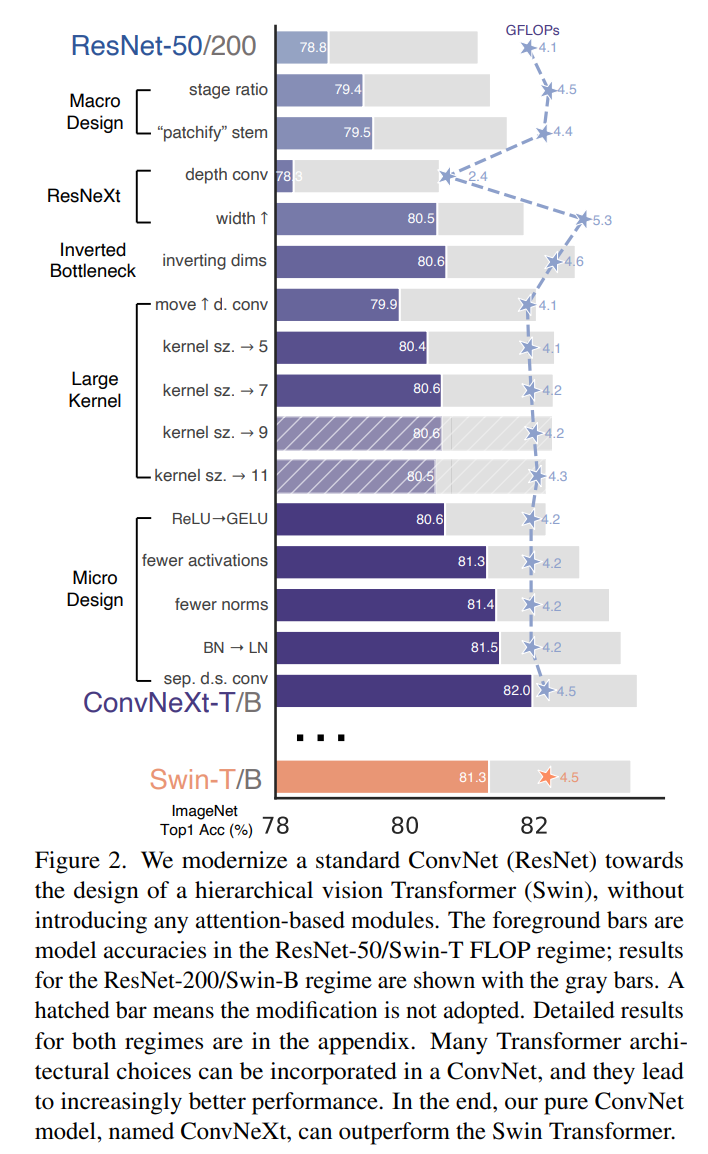 GFLOPs
ResNet-50/200 78.8 4.1
Macro Design
stage ratio 79.4 4.5
“patchify” stem 79.5 4.4
ResNeXt
depth conv 78.3 2.4
width ↑ 80.5 5.3
Inverted Bottleneck
inverting dims 80.6 4.6
Large Kernel
move ↑ d. conv 79.9 4.1
kernel sz. → 5 80.4 4.1
kernel sz. → 7 80.6 4.2
kernel sz. → 9 80.6 4.2
kernel sz. → 11 80.5 4.3
Micro Design
ReLU→GELU 80.6 4.2
fewer activations 81.3 4.2
fewer norms 81.4 4.2
BN → LN 81.5 4.2
sep. d.s. conv
ConvNeXt-T/B 82.0 4.5
. . .
Swin-T/B 81.3 4.5
ImageNet
Top1 Acc (%) 78 80 82
Figure 2. We modernize a standard ConvNet (ResNet) towards
the design of a hierarchical vision Transformer (Swin), without
introducing any attention-based modules. The foreground bars are
model accuracies in the ResNet-50/Swin-T FLOP regime; results
for the ResNet-200/Swin-B regime are shown with the gray bars. A
hatched bar means the modification is not adopted. Detailed results
for both regimes are in the appendix. Many Transformer archi-
tectural choices can be incorporated in a ConvNet, and they lead
to increasingly better performance. In the end, our pure ConvNet
model, named ConvNeXt, can outperform the Swin Transformer.